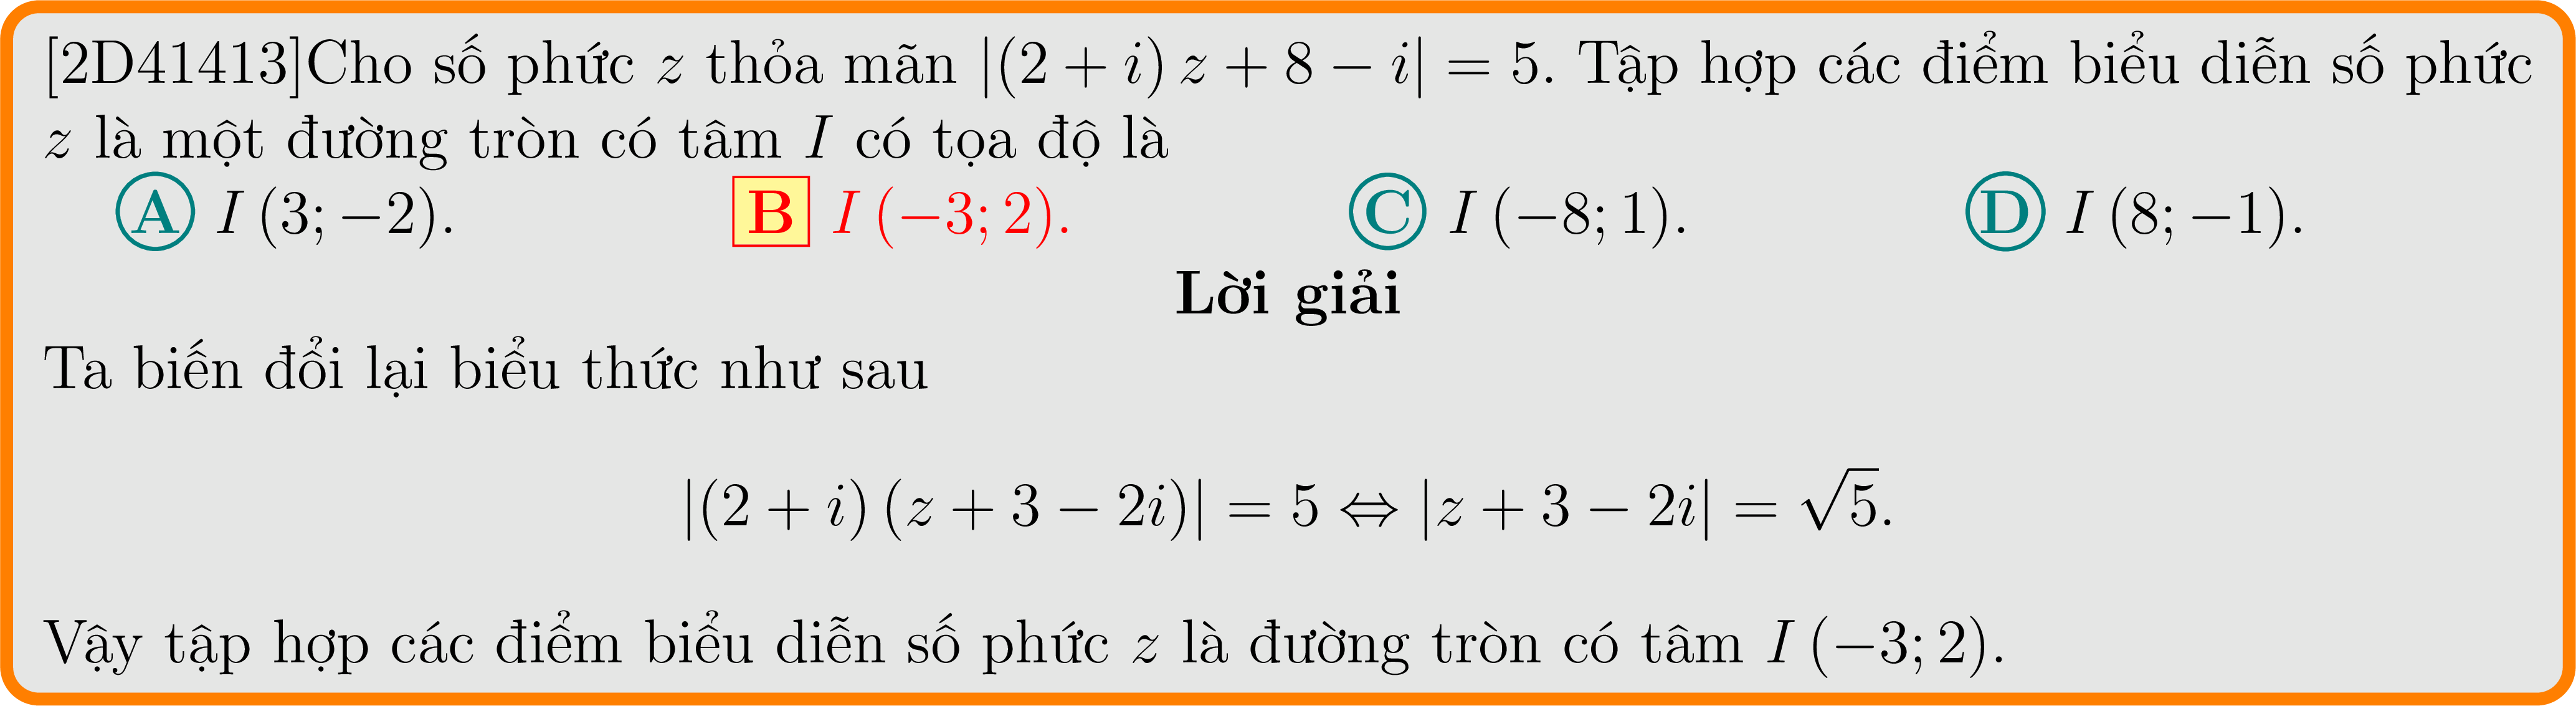 [2D41413]Cho số phức z thỏa mãn |(2 + i) z + 8 − i| = 5. Tập hợp các điểm biểu diễn số phức
z là một đường tròn có tâm I có tọa độ là
A I (3; −2). B I (−3; 2). C I (−8; 1). D I (8; −1).
Lời giải
Ta biến đổi lại biểu thức như sau
|(2 + i) (z + 3 − 2i)| = 5 ⇔ |z + 3 − 2i| = √5.
Vậy tập hợp các điểm biểu diễn số phức z là đường tròn có tâm I (−3; 2).